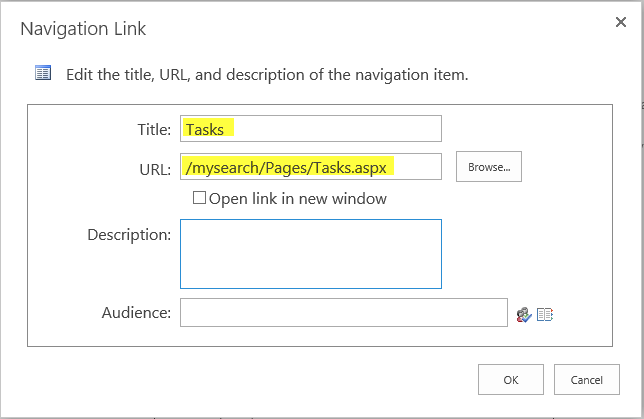 Navigation Link
Edit the title, URL, and description of the navigation item.
Title: Tasks
URL: /mysearch/Pages/Tasks.aspx Browse...
Open link in new window
Description:
Audience:
OK Cancel